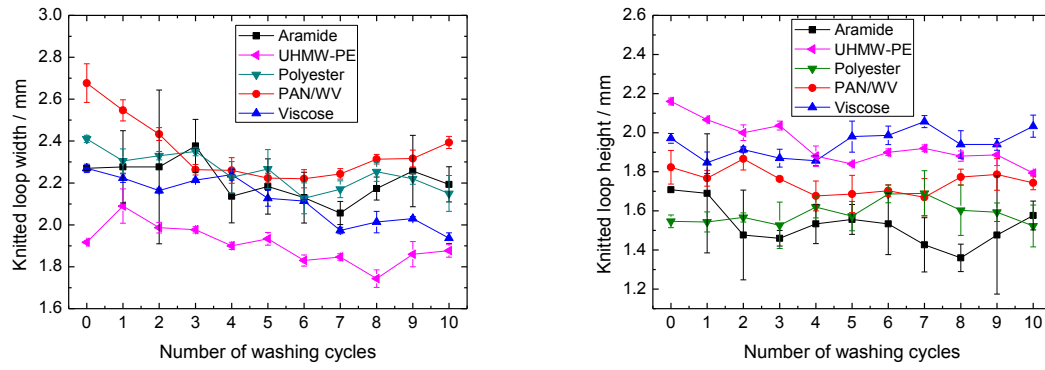 3.0
2.8
2.6
2.4
2.2
2.0
1.8
1.6
Knitted loop width / mm
Aramide
UHMW-PE
Polyester
PAN/WV
Viscose
0 1 2 3 4 5 6 7 8 9 10
Number of washing cycles
2.6
2.4
2.2
2.0
1.8
1.6
1.4
1.2
Knitted loop height / mm
Aramide
UHMW-PE
Polyester
PAN/WV
Viscose
0 1 2 3 4 5 6 7 8 9 10
Number of washing cycles